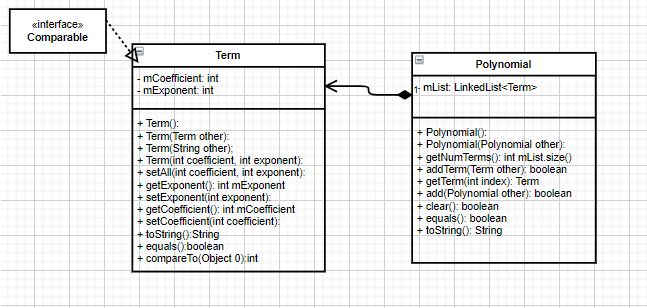 «interface»
Comparable
Term
- mCoefficient: int
- mExponent: int
+ Term():
+ Term(Term other):
+ Term(String other):
+ Term(int coefficient, int exponent):
+ setAll(int coefficient, int exponent):
+ getExponent(): int mExponent
+ setExponent(int exponent):
+ getCoefficient(): int mCoefficient
+ setCoefficient(int coefficient):
+ toString():String
+ equals():boolean
+ compareTo(Object 0):int
Polynomial
1
- mList: LinkedList<Term>
+ Polynomial():
+ Polynomial(Polynomial other):
+ getNumTerms(): int mList.size()
+ addTerm(Term other): boolean
+ getTerm(int index): Term
+ add(Polynomial other): boolean
+ clear(): boolean
+ equals(): boolean
+ toString(): String